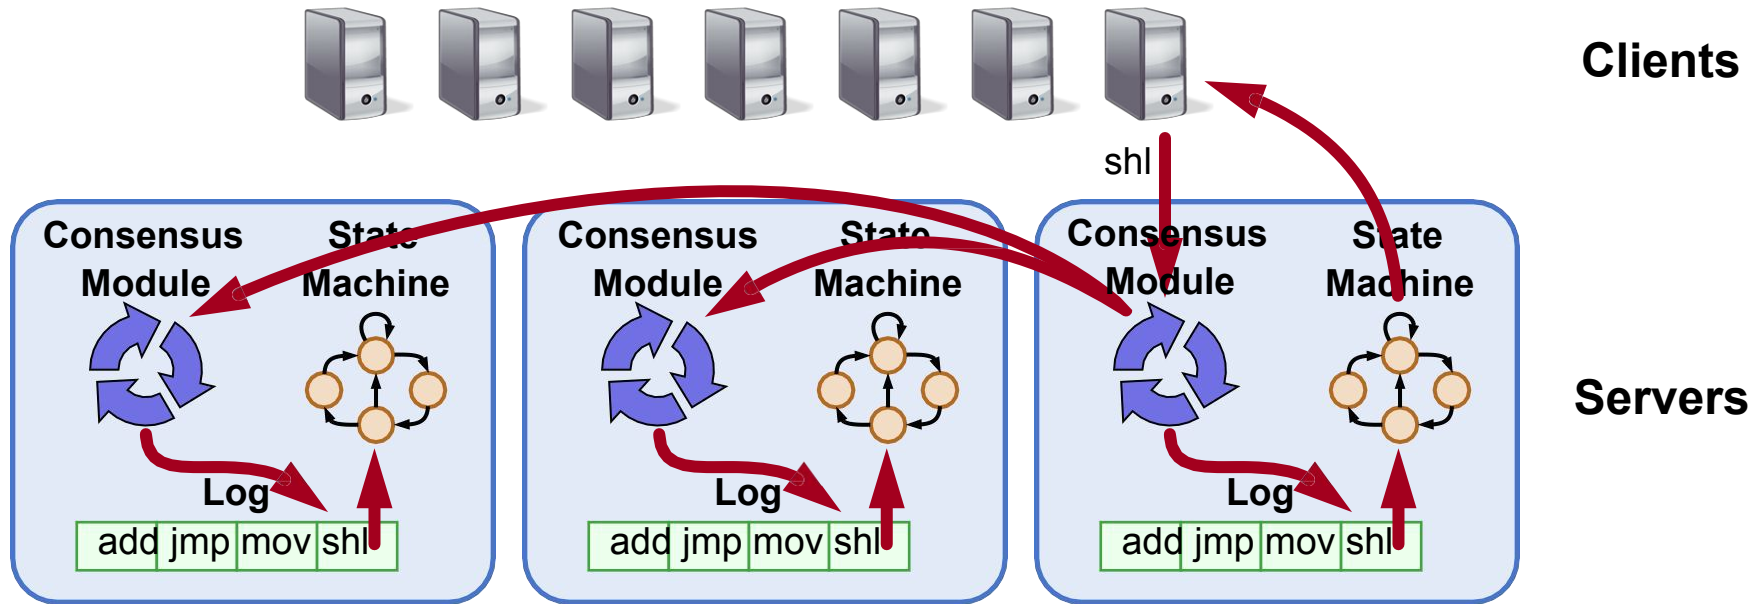 Clients
shl
Consensus Module
State Machine
Consensus Module
State Machine
Consensus Module
State Machine
Servers
Log
Log
Log
add jmp mov shl
add jmp mov shl
add jmp mov shl